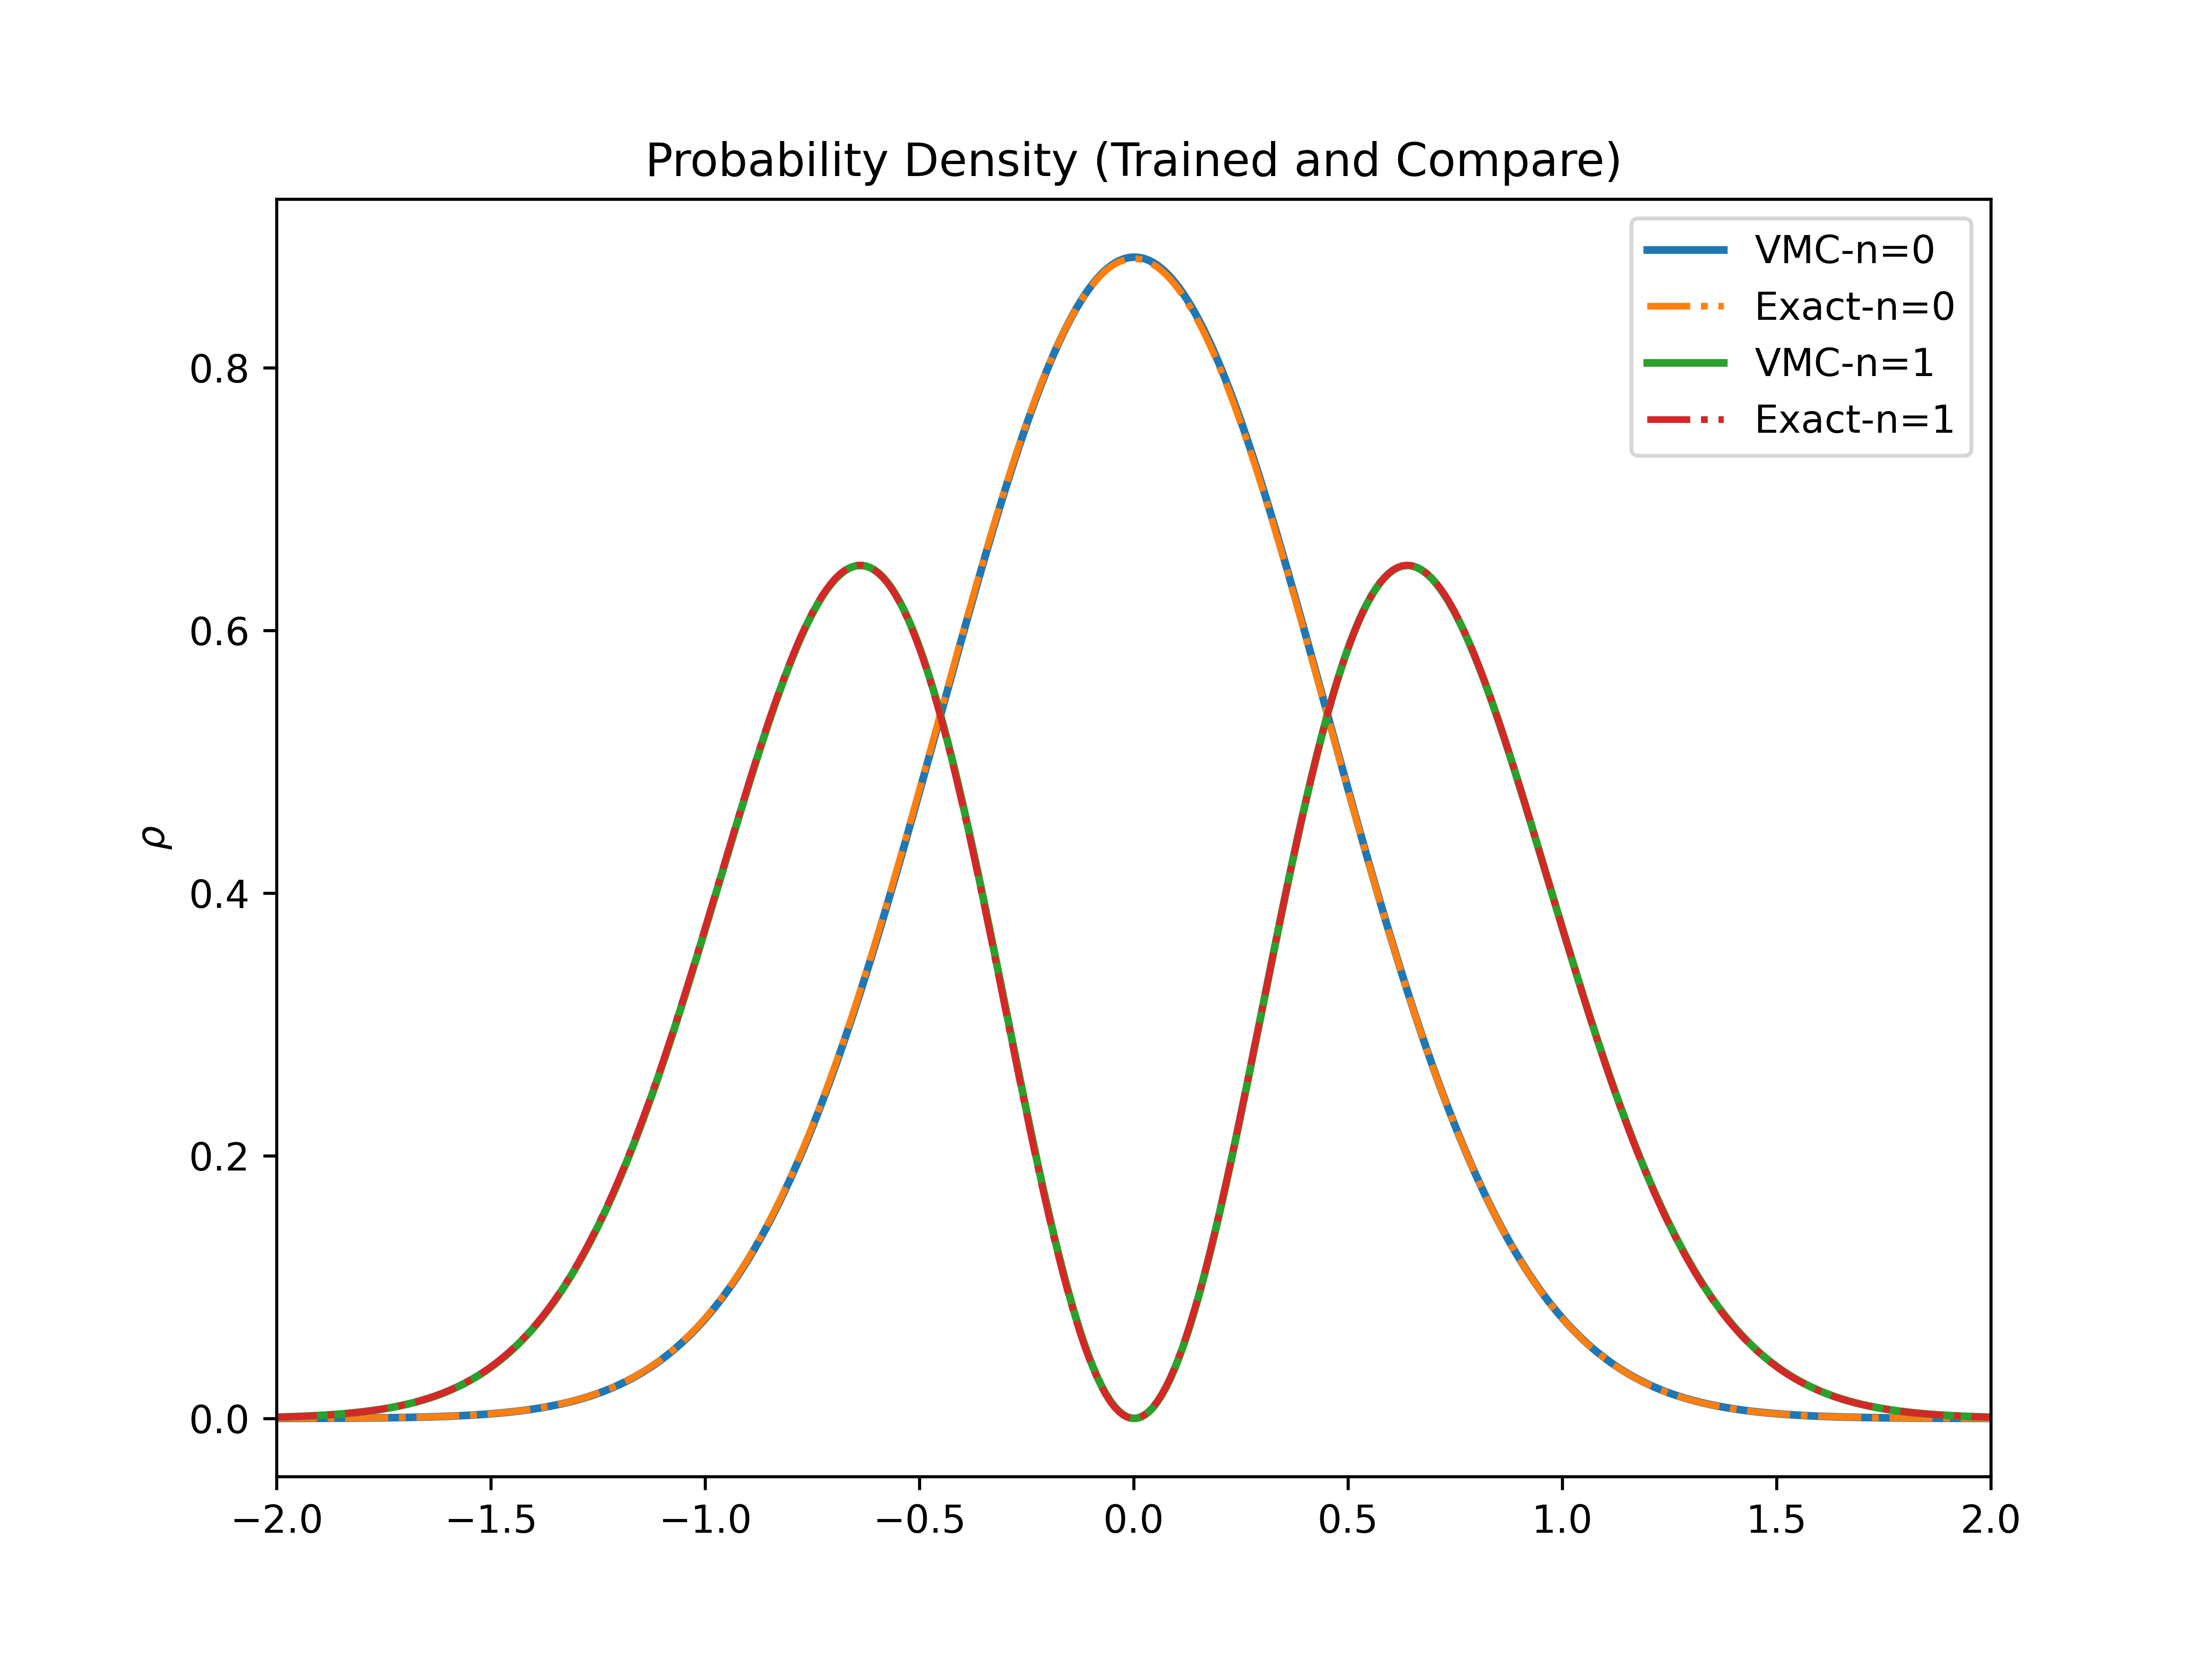 Probability Density (Trained and Compare)
VMC-n=0
Exact-n=0
VMC-n=1
Exact-n=1
0.8
0.6
ρ
0.4
0.2
0.0
−2.0 −1.5 −1.0 −0.5 0.0 0.5 1.0 1.5 2.0